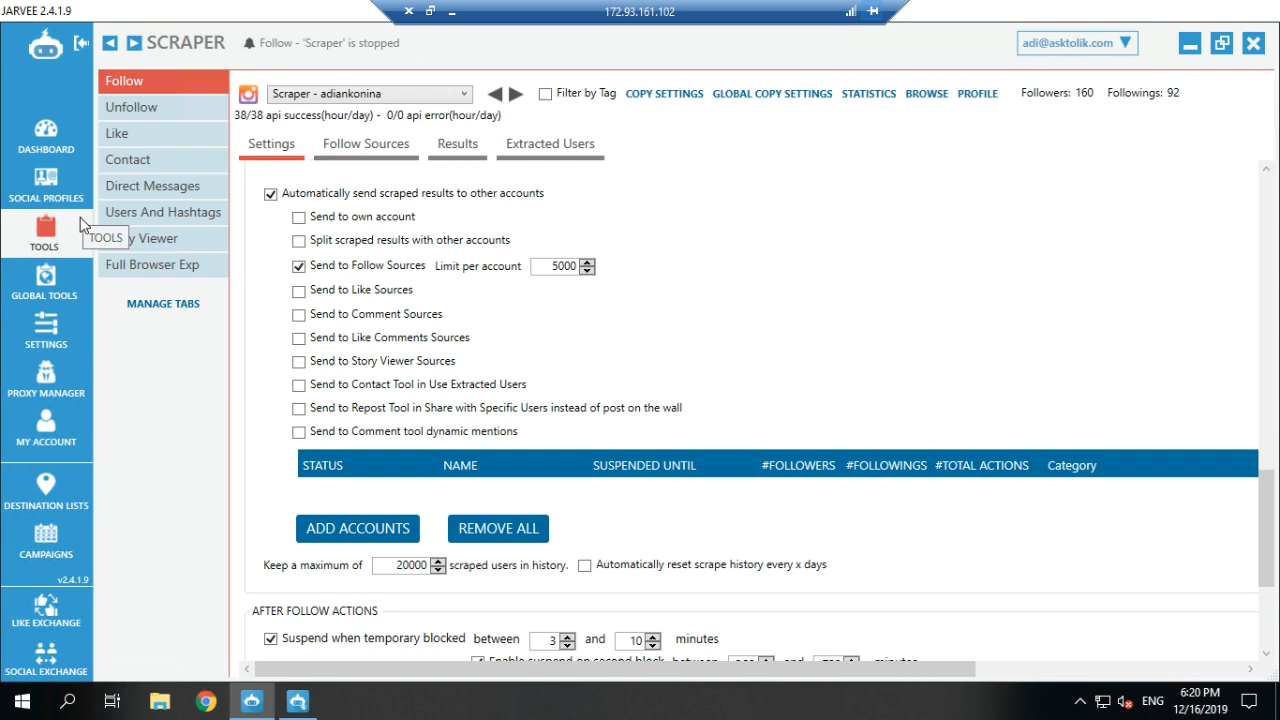 JARVEE 2.4.1.9
172.93.161.102
SCRAPER
Follow - 'Scraper' is stopped
adi@asktolik.com
Follow
Unfollow
Like
Contact
Direct Messages
Users And Hashtags
y Viewer
Full Browser Exp
MANAGE TABS
DASHBOARD
SOCIAL PROFILES
TOOLS
TOOLS
GLOBAL TOOLS
SETTINGS
PROXY MANAGER
MY ACCOUNT
DESTINATION LISTS
CAMPAIGNS
v2.4.1.9
LIKE EXCHANGE
SOCIAL EXCHANGE
Scraper - adiankonina
Filter by Tag COPY SETTINGS GLOBAL COPY SETTINGS STATISTICS BROWSE PROFILE Followers: 160 Followings: 92
38/38 api success(hour/day) - 0/0 api error(hour/day)
Settings Follow Sources Results Extracted Users
Automatically send scraped results to other accounts
Send to own account
Split scraped results with other accounts
Send to Follow Sources Limit per account 5000
Send to Like Sources
Send to Comment Sources
Send to Like Comments Sources
Send to Story Viewer Sources
Send to Contact Tool in Use Extracted Users
Send to Repost Tool in Share with Specific Users instead of post on the wall
Send to Comment tool dynamic mentions
STATUS NAME SUSPENDED UNTIL #FOLLOWERS #FOLLOWINGS #TOTAL ACTIONS Category
ADD ACCOUNTS REMOVE ALL
Keep a maximum of 20000 scraped users in history. Automatically reset scrape history every x days
AFTER FOLLOW ACTIONS
Suspend when temporary blocked between 3 and 10 minutes
Enable suspend on second block between and minutes
ENG
6:20 PM
12/16/2019